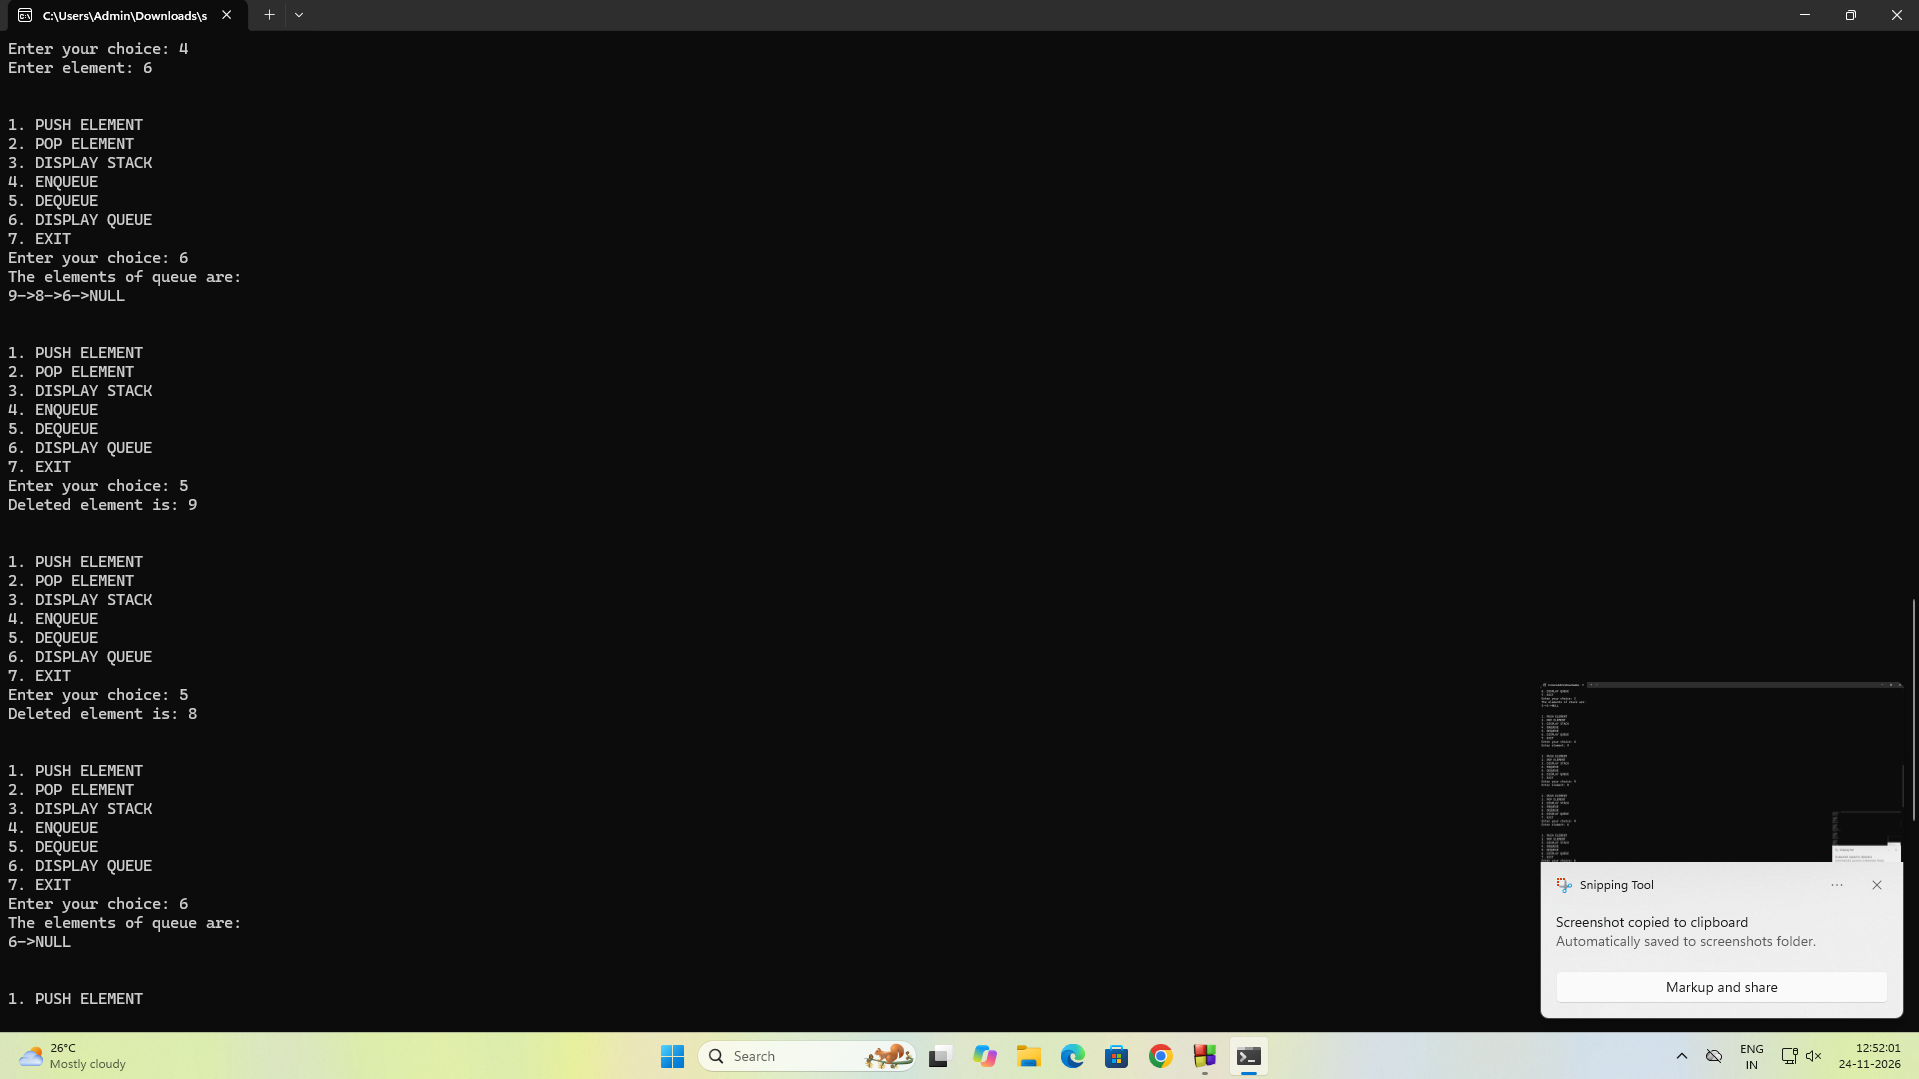 C:\Users\Admin\Downloads\s
Enter your choice: 4
Enter element: 6
1. PUSH ELEMENT
2. POP ELEMENT
3. DISPLAY STACK
4. ENQUEUE
5. DEQUEUE
6. DISPLAY QUEUE
7. EXIT
Enter your choice: 6
The elements of queue are:
9->8->6->NULL
1. PUSH ELEMENT
2. POP ELEMENT
3. DISPLAY STACK
4. ENQUEUE
5. DEQUEUE
6. DISPLAY QUEUE
7. EXIT
Enter your choice: 5
Deleted element is: 9
1. PUSH ELEMENT
2. POP ELEMENT
3. DISPLAY STACK
4. ENQUEUE
5. DEQUEUE
6. DISPLAY QUEUE
7. EXIT
Enter your choice: 5
Deleted element is: 8
1. PUSH ELEMENT
2. POP ELEMENT
3. DISPLAY STACK
4. ENQUEUE
5. DEQUEUE
6. DISPLAY QUEUE
7. EXIT
Enter your choice: 6
The elements of queue are:
6->NULL
1. PUSH ELEMENT
Snipping Tool
Screenshot copied to clipboard
Automatically saved to screenshots folder.
Markup and share
26°C
Mostly cloudy
Search
ENG
IN
12:52:01
24-11-2026